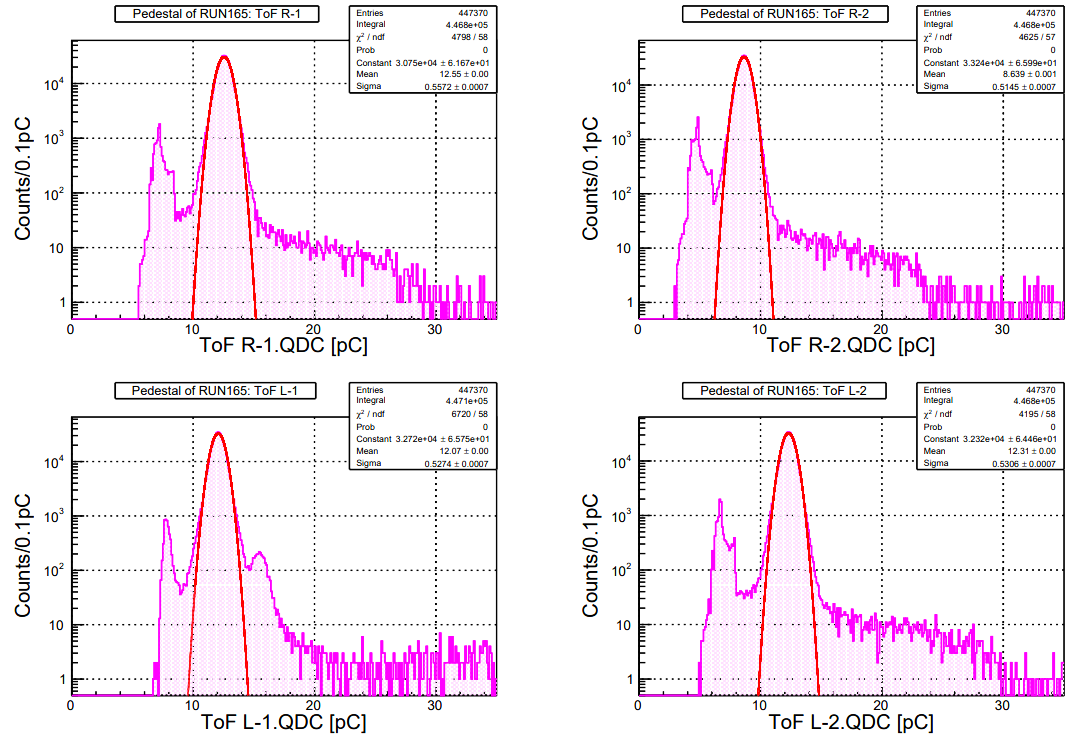 Pedestal of RUN165: ToF R-1
Entries 447370
Integral 4.468e+05
χ² / ndf 4798 / 58
Prob 0
Constant 3.075e+04 ± 6.167e+01
Mean 12.55 ± 0.00
Sigma 0.5572 ± 0.0007
Counts/0.1pC
10⁴
10³
10²
10
1
0 10 20 30
ToF R-1.QDC [pC]
Pedestal of RUN165: ToF R-2
Entries 447370
Integral 4.468e+05
χ² / ndf 4625 / 57
Prob 0
Constant 3.324e+04 ± 6.599e+01
Mean 8.639 ± 0.001
Sigma 0.5145 ± 0.0007
Counts/0.1pC
10⁴
10³
10²
10
1
0 10 20 30
ToF R-2.QDC [pC]
Pedestal of RUN165: ToF L-1
Entries 447370
Integral 4.471e+05
χ² / ndf 6720 / 58
Prob 0
Constant 3.272e+04 ± 6.575e+01
Mean 12.07 ± 0.00
Sigma 0.5274 ± 0.0007
Counts/0.1pC
10⁴
10³
10²
10
1
0 10 20 30
ToF L-1.QDC [pC]
Pedestal of RUN165: ToF L-2
Entries 447370
Integral 4.468e+05
χ² / ndf 4195 / 58
Prob 0
Constant 3.232e+04 ± 6.446e+01
Mean 12.31 ± 0.00
Sigma 0.5306 ± 0.0007
Counts/0.1pC
10⁴
10³
10²
10
1
0 10 20 30
ToF L-2.QDC [pC]